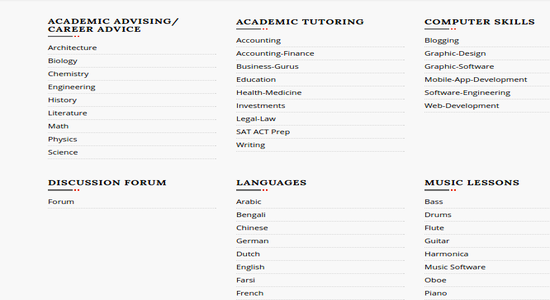 ACADEMIC ADVISING/
CAREER ADVICE
Architecture
Biology
Chemistry
Engineering
History
Literature
Math
Physics
Science
ACADEMIC TUTORING
Accounting
Accounting-Finance
Business-Gurus
Education
Health-Medicine
Investments
Legal-Law
SAT ACT Prep
Writing
COMPUTER SKILLS
Blogging
Graphic-Design
Graphic-Software
Mobile-App-Development
Software-Engineering
Web-Development
DISCUSSION FORUM
Forum
LANGUAGES
Arabic
Bengali
Chinese
German
Dutch
English
Farsi
French
MUSIC LESSONS
Bass
Drums
Flute
Guitar
Harmonica
Music Software
Oboe
Piano